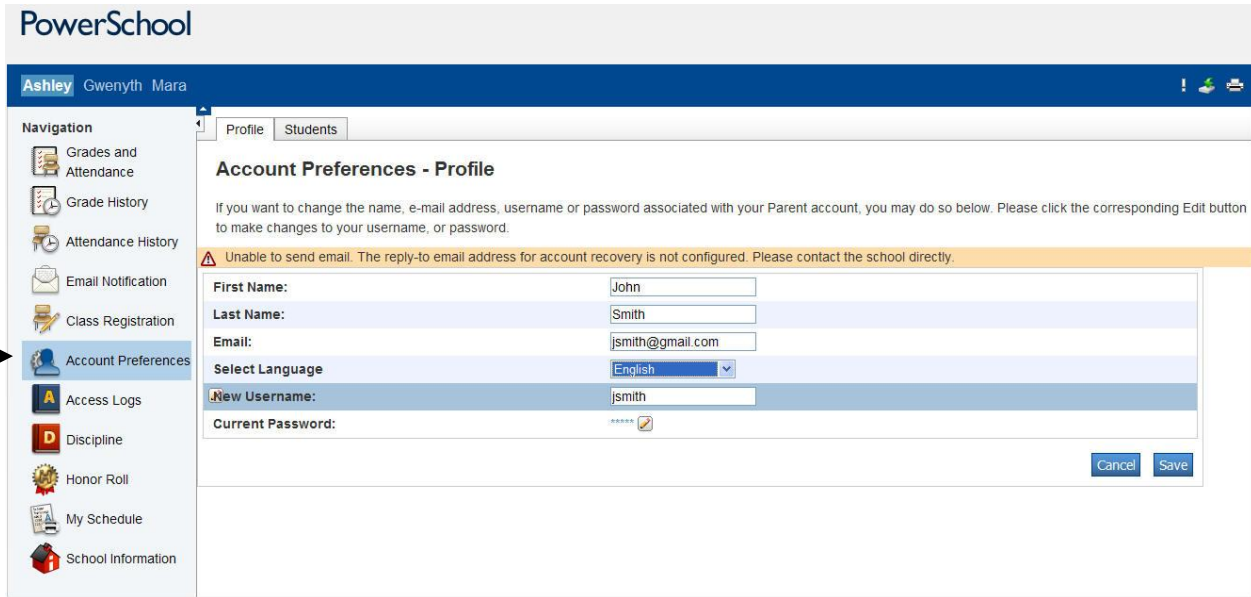 PowerSchool
Ashley Gwenyth Mara
!
Navigation
Grades and
Attendance
Grade History
Attendance History
Email Notification
Class Registration
Account Preferences
A Access Logs
D Discipline
Honor Roll
My Schedule
School Information
Profile Students
Account Preferences - Profile
If you want to change the name, e-mail address, username or password associated with your Parent account, you may do so below. Please click the corresponding Edit button
to make changes to your username, or password.
Unable to send email. The reply-to email address for account recovery is not configured. Please contact the school directly.
First Name: John
Last Name: Smith
Email: jsmith@gmail.com
Select Language English
New Username: jsmith
Current Password: *****
Cancel Save